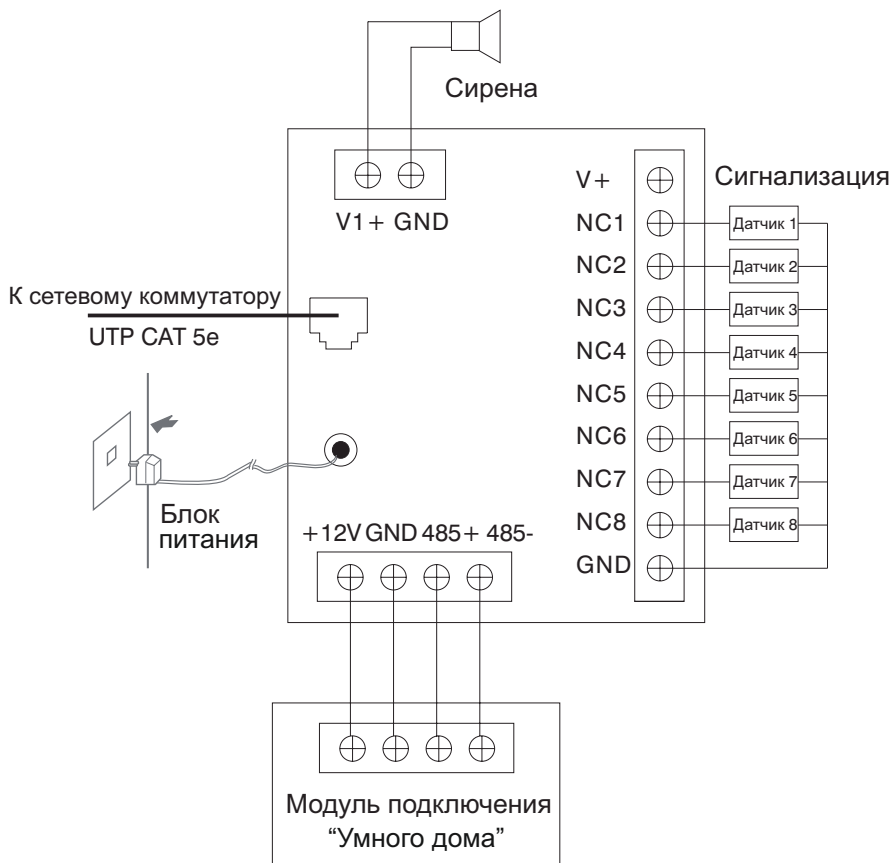 Сирена
V1+ GND
V+
Сигнализация
NC1
Датчик 1
NC2
Датчик 2
NC3
Датчик 3
NC4
Датчик 4
NC5
Датчик 5
NC6
Датчик 6
NC7
Датчик 7
NC8
Датчик 8
GND
К сетевому коммутатору
UTP CAT 5e
Блок
питания
+12V GND 485+ 485-
Модуль подключения
“Умного дома”